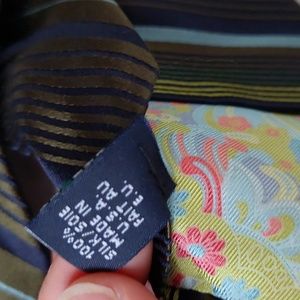 100%
SILK/SOIE
MADE IN
U.S.A.
FAIT AU
E.U.